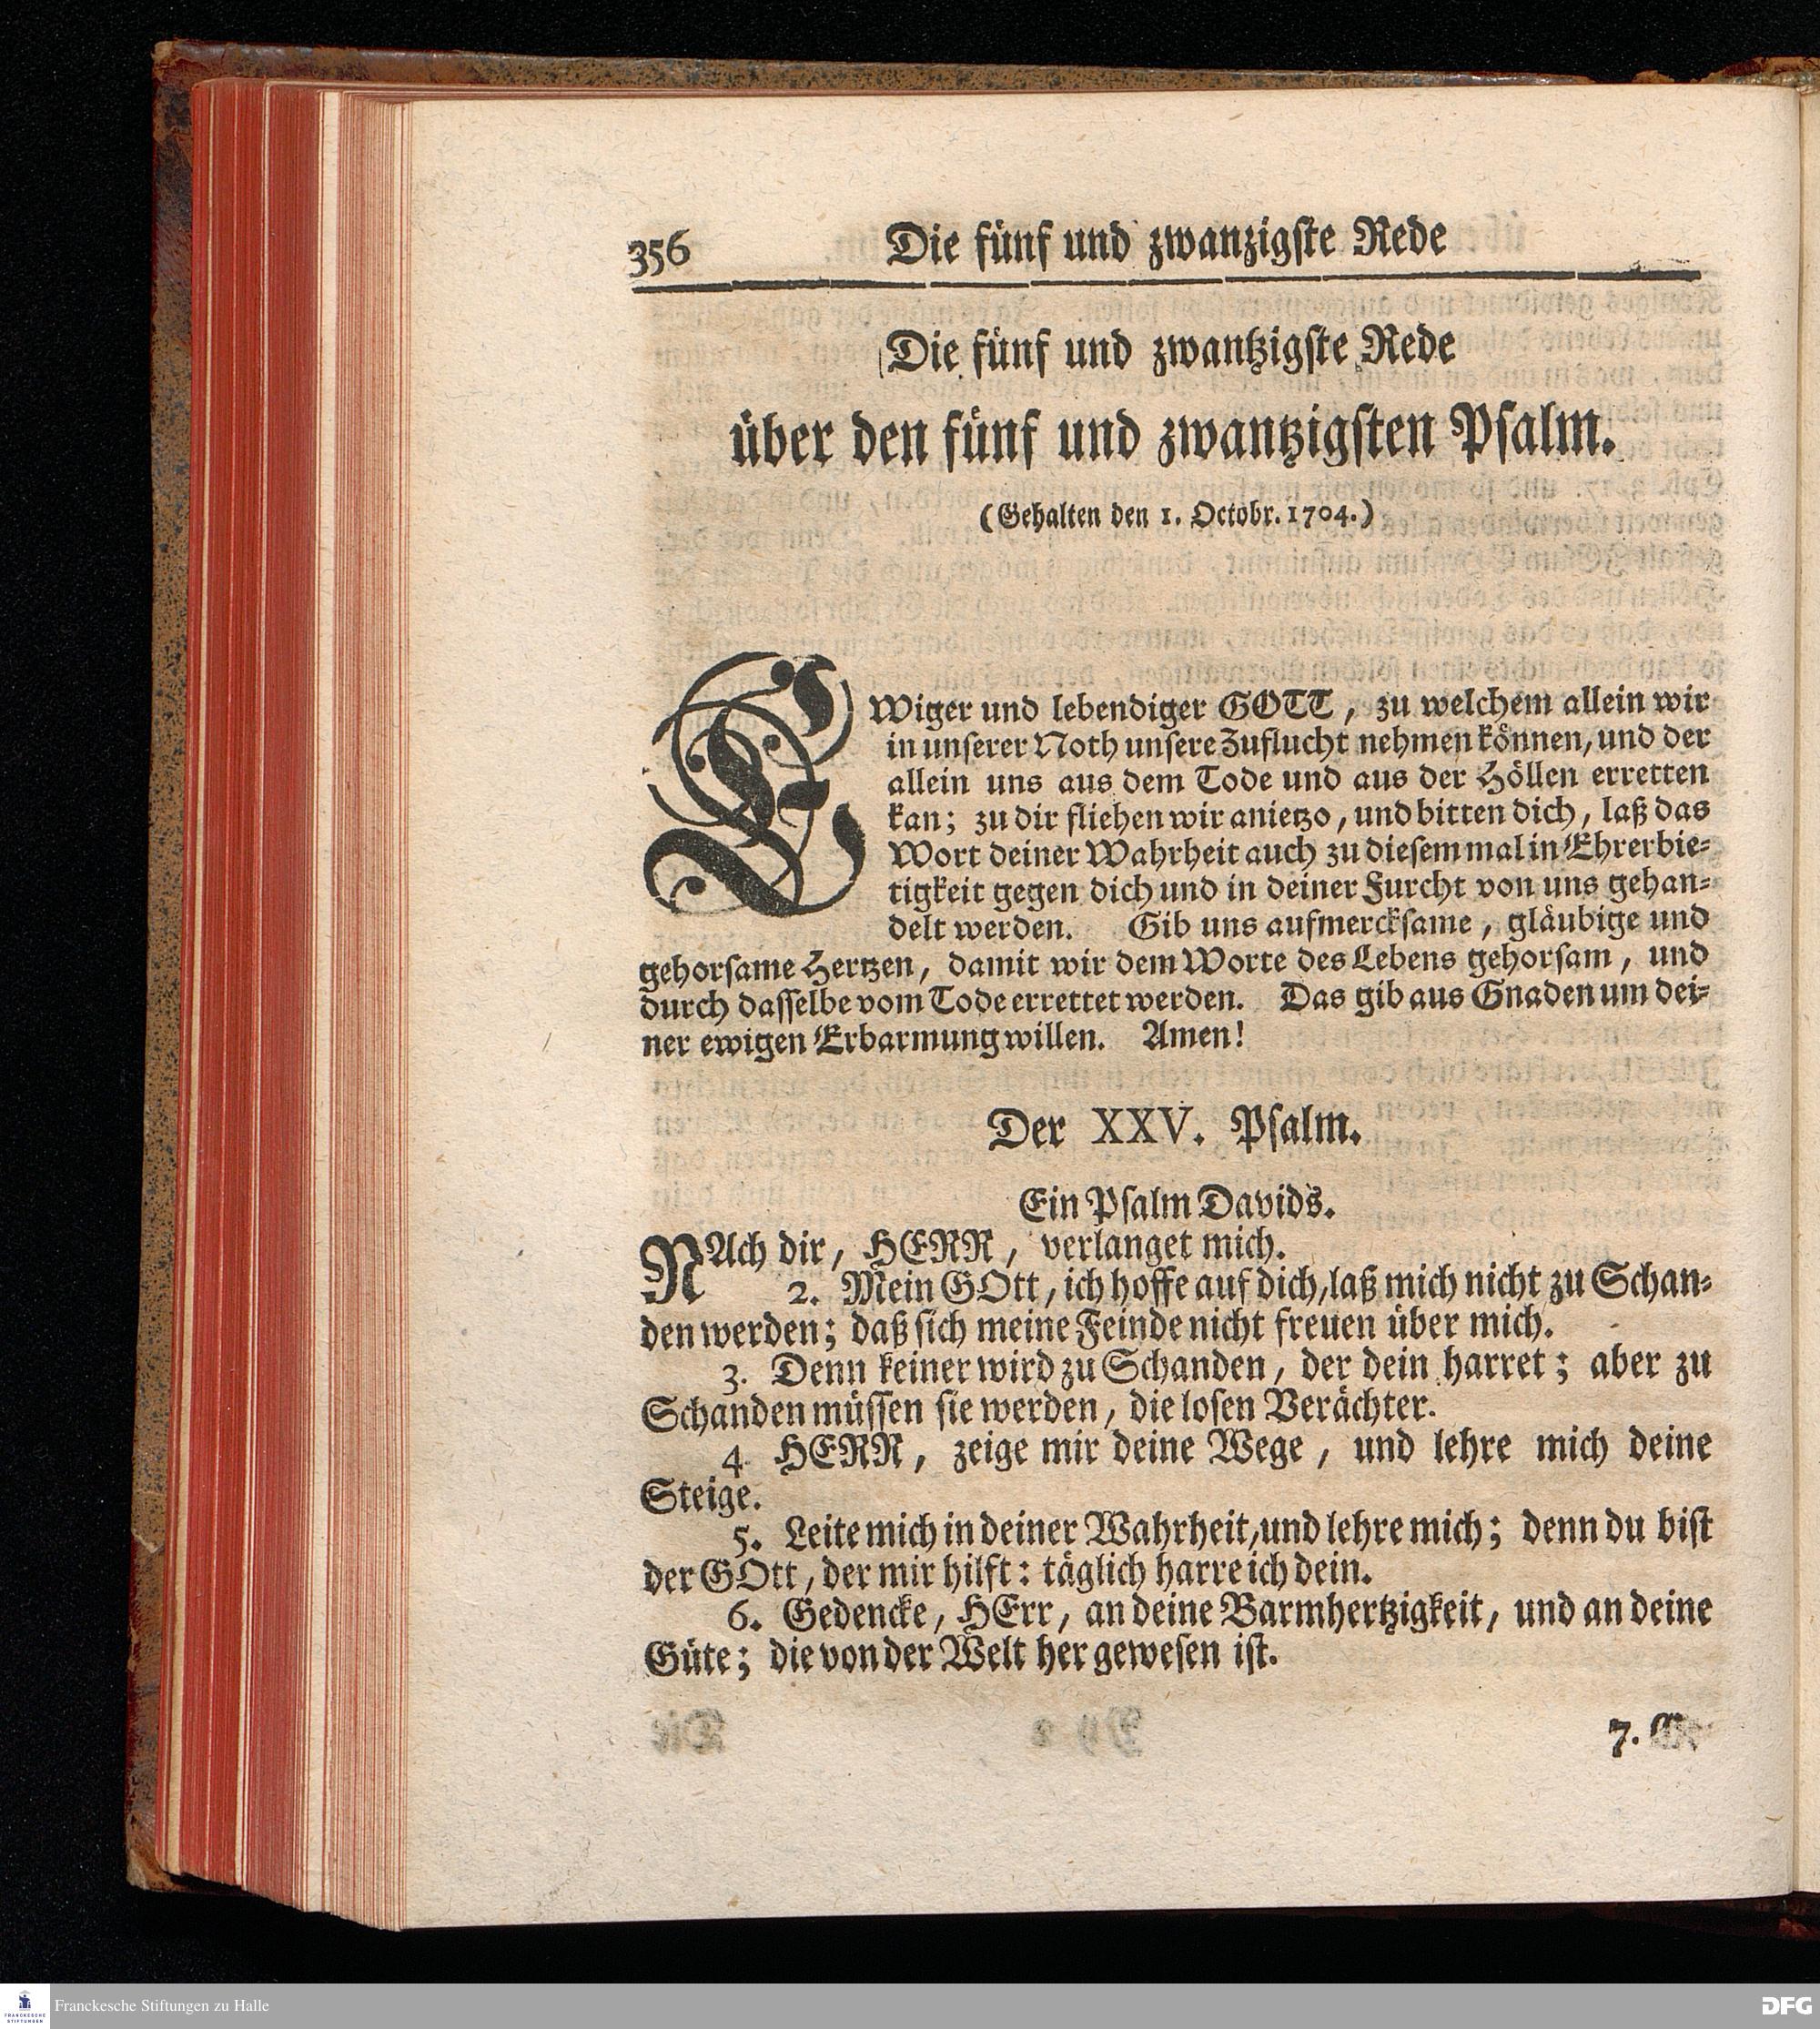 356 Die fünf und zwanzigste Rede
Die fünf und zwantzigste Rede
über den fünf und zwantzigsten Psalm.
(Gehalten den 1. Octobr. 1704.)
EWiger und lebendiger GOTT, zu welchem allein wir
in unserer Noth unsere Zuflucht nehmen können, und der
allein uns aus dem Tode und aus der Höllen erretten
kan; zu dir fliehen wir anietzo, und bitten dich, laß das
Wort deiner Wahrheit auch zu diesem mal in Ehrerbie-
tigkeit gegen dich und in deiner Furcht von uns gehan-
delt werden. Gib uns aufmercksame, gläubige und
gehorsame Hertzen, damit wir dem Worte des Lebens gehorsam, und
durch dasselbe vom Tode errettet werden. Das gib aus Gnaden um dei-
ner ewigen Erbarmung willen. Amen!
Der XXV. Psalm.
Ein Psalm Davids.
NAch dir, HERR, verlanget mich.
2. Mein GOtt, ich hoffe auf dich, laß mich nicht zu Schan-
den werden; daß sich meine Feinde nicht freuen über mich.
3. Denn keiner wird zu Schanden, der dein harret; aber zu
Schanden müssen sie werden, die losen Verächter.
4. HERR, zeige mir deine Wege, und lehre mich deine
Steige.
5. Leite mich in deiner Wahrheit, und lehre mich; denn du bist
der GOtt, der mir hilft: täglich harre ich dein.
6. Gedencke, HErr, an deine Barmhertzigkeit, und an deine
Güte; die von der Welt her gewesen ist.
7.
Franckesche Stiftungen zu Halle
FRANCKESCHE
STIFTUNGEN
DFG